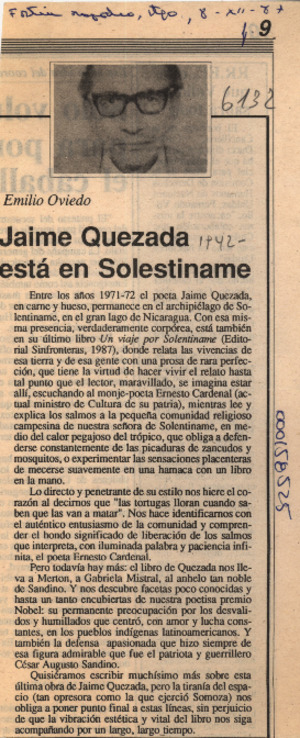 Fortín Mapocho, Stgo, 8-XII-87
9
6132
Emilio Oviedo
Jaime Quezada 1942-
está en Solestiname
Entre los años 1971-72 el poeta Jaime Quezada,
en carne y hueso, permanece en el archipiélago de So-
lentiname, en el gran lago de Nicaragua. Con esa mis-
ma presencia, verdaderamente corpórea, está también
en su último libro Un viaje por Solentiname (Edito-
rial Sinfronteras, 1987), donde relata las vivencias de
esa tierra y de esa gente con una prosa de rara perfec-
ción, que tiene la virtud de hacer vivir el relato hasta
tal punto que el lector, maravillado, se imagina estar
allí, escuchando al monje-poeta Ernesto Cardenal (ac-
tual ministro de Cultura de su patria), mientras lee y
explica los salmos a la pequeña comunidad religioso
campesina de nuestra señora de Solentiname, en me-
dio del calor pegajoso del trópico, que obliga a defen-
derse constantemente de las picaduras de zancudos y
mosquitos, o experimentar las sensaciones placenteras
de mecerse suavemente en una hamaca con un libro
en la mano.
Lo directo y penetrante de su estilo nos hiere el co-
razón al decirnos que "las tortugas lloran cuando sa-
ben que las van a matar". Nos hace identificarnos con
el auténtico entusiasmo de la comunidad y compren-
der el hondo significado de liberación de los salmos
que interpreta, con iluminada palabra y paciencia infi-
nita, el poeta Ernesto Cardenal.
Pero todavía hay más: el libro de Quezada nos lle-
va a Merton, a Gabriela Mistral, al anhelo tan noble
de Sandino. Y nos descubre facetas poco conocidas y
hasta un tanto encubiertas de nuestra poetisa premio
Nobel: su permanente preocupación por los desvali-
dos y humillados que centró, con amor y lucha cons-
tantes, en los pueblos indígenas latinoamericanos. Y
también la defensa apasionada que hizo siempre de
esa figura admirable que fue el patriota y guerrillero
César Augusto Sandino.
Quisiéramos escribir muchísimo más sobre esta
última obra de Jaime Quezada, pero la tiranía del espa-
cio (tan opresora como la que ejerció Somoza) nos
obliga a poner punto final a estas líneas, sin perjuicio
de que la vibración estética y vital del libro nos siga
acompañando por un largo, largo tiempo.
000158525